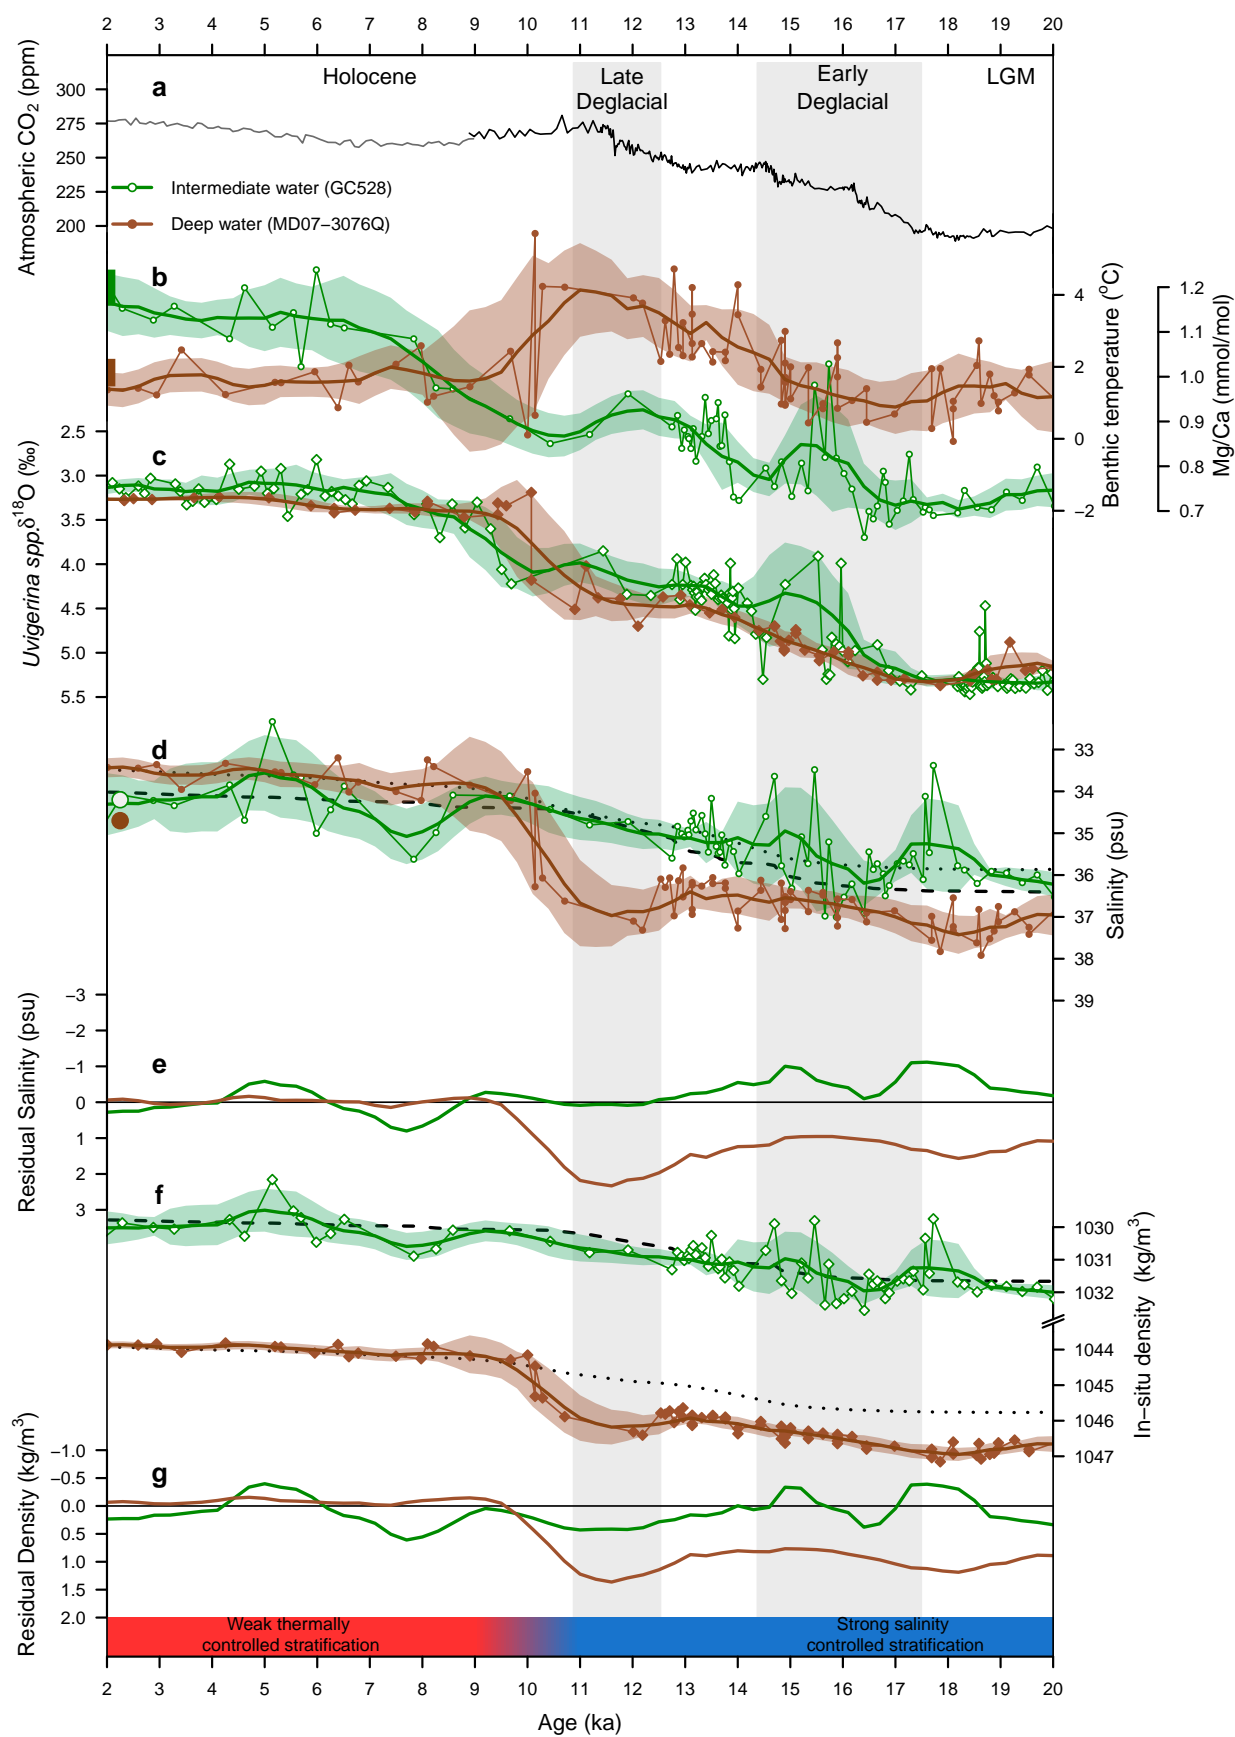 2 3 4 5 6 7 8 9 10 11 12 13 14 15 16 17 18 19 20
a
Holocene
Late
Deglacial
Early
Deglacial
LGM
Atmospheric CO2 (ppm)
300
275
250
225
200
Intermediate water (GC528)
Deep water (MD07–3076Q)
b
4
2
0
−2
Benthic temperature (oC)
1.2
1.1
1.0
0.9
0.8
0.7
Mg/Ca (mmol/mol)
c
2.5
3.0
3.5
4.0
4.5
5.0
5.5
Uvigerina spp. δ18O (‰)
d
33
34
35
36
37
38
39
Salinity (psu)
e
−3
−2
−1
0
1
2
3
Residual Salinity (psu)
f
1030
1031
1032
1044
1045
1046
1047
In−situ density (kg/m3)
g
−1.0
−0.5
0.0
0.5
1.0
1.5
2.0
Residual Density (kg/m3)
Weak thermally
controlled stratification
Strong salinity
controlled stratification
2 3 4 5 6 7 8 9 10 11 12 13 14 15 16 17 18 19 20
Age (ka)